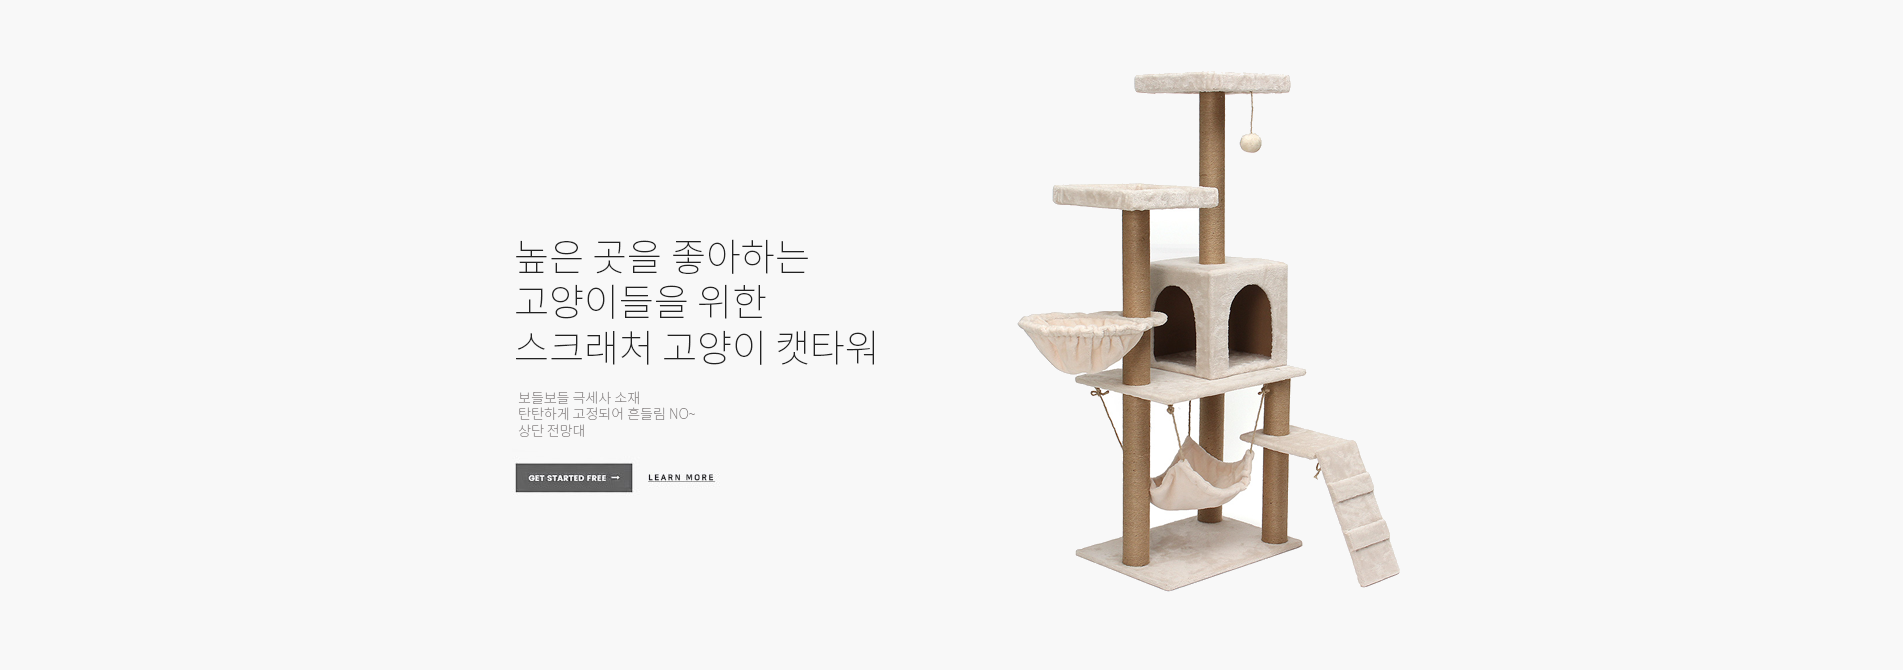 높은 곳을 좋아하는
고양이들을 위한
스크래처 고양이 캣타워
보들보들 극세사 소재
탄탄하게 고정되어 흔들림 NO~
상단 전망대
GET STARTED FREE →
LEARN MORE